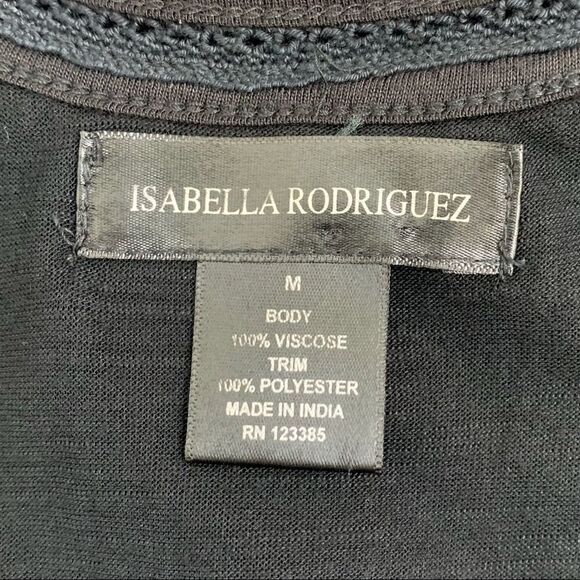 ISABELLA RODRIGUEZ
M
BODY
100% VISCOSE
TRIM
100% POLYESTER
MADE IN INDIA
RN 123385